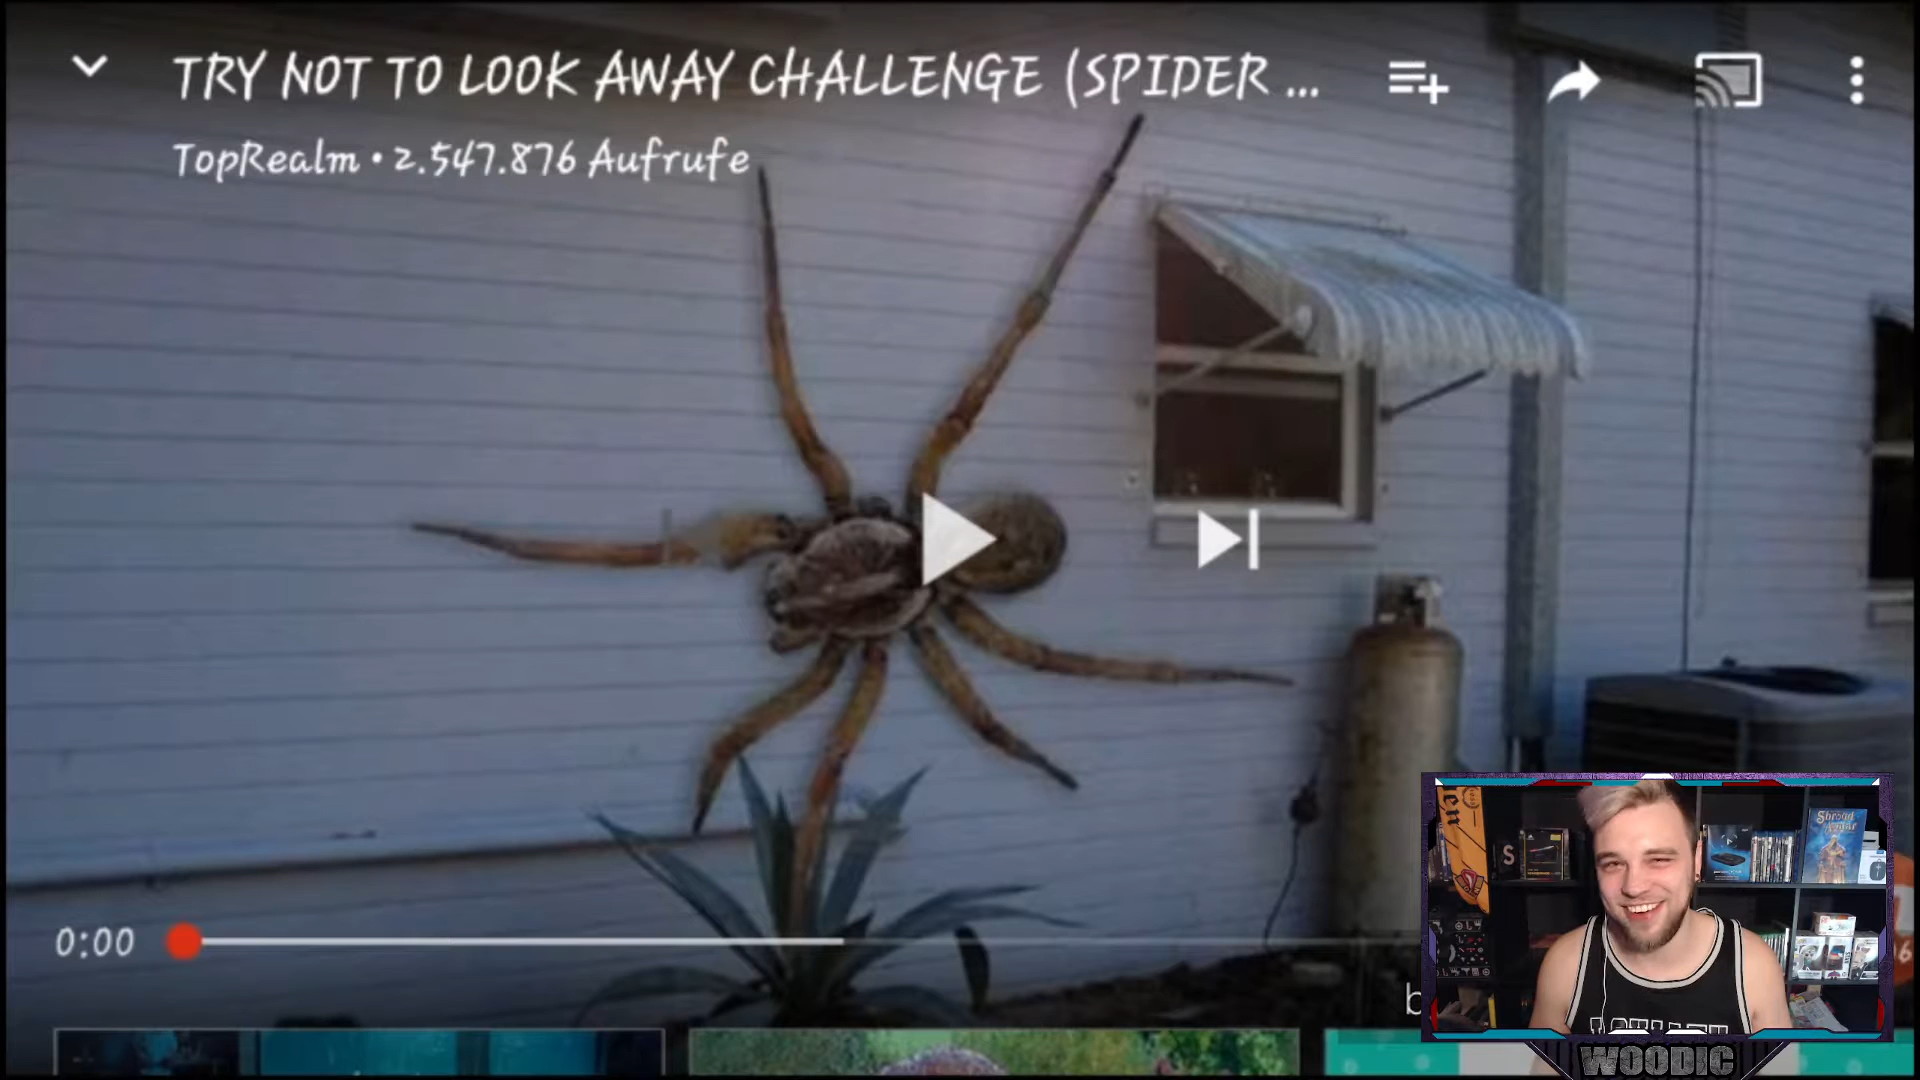 TRY NOT TO LOOK AWAY CHALLENGE (SPIDER ...
TopRealm • 2.547.876 Aufrufe
0:00
WOODIC